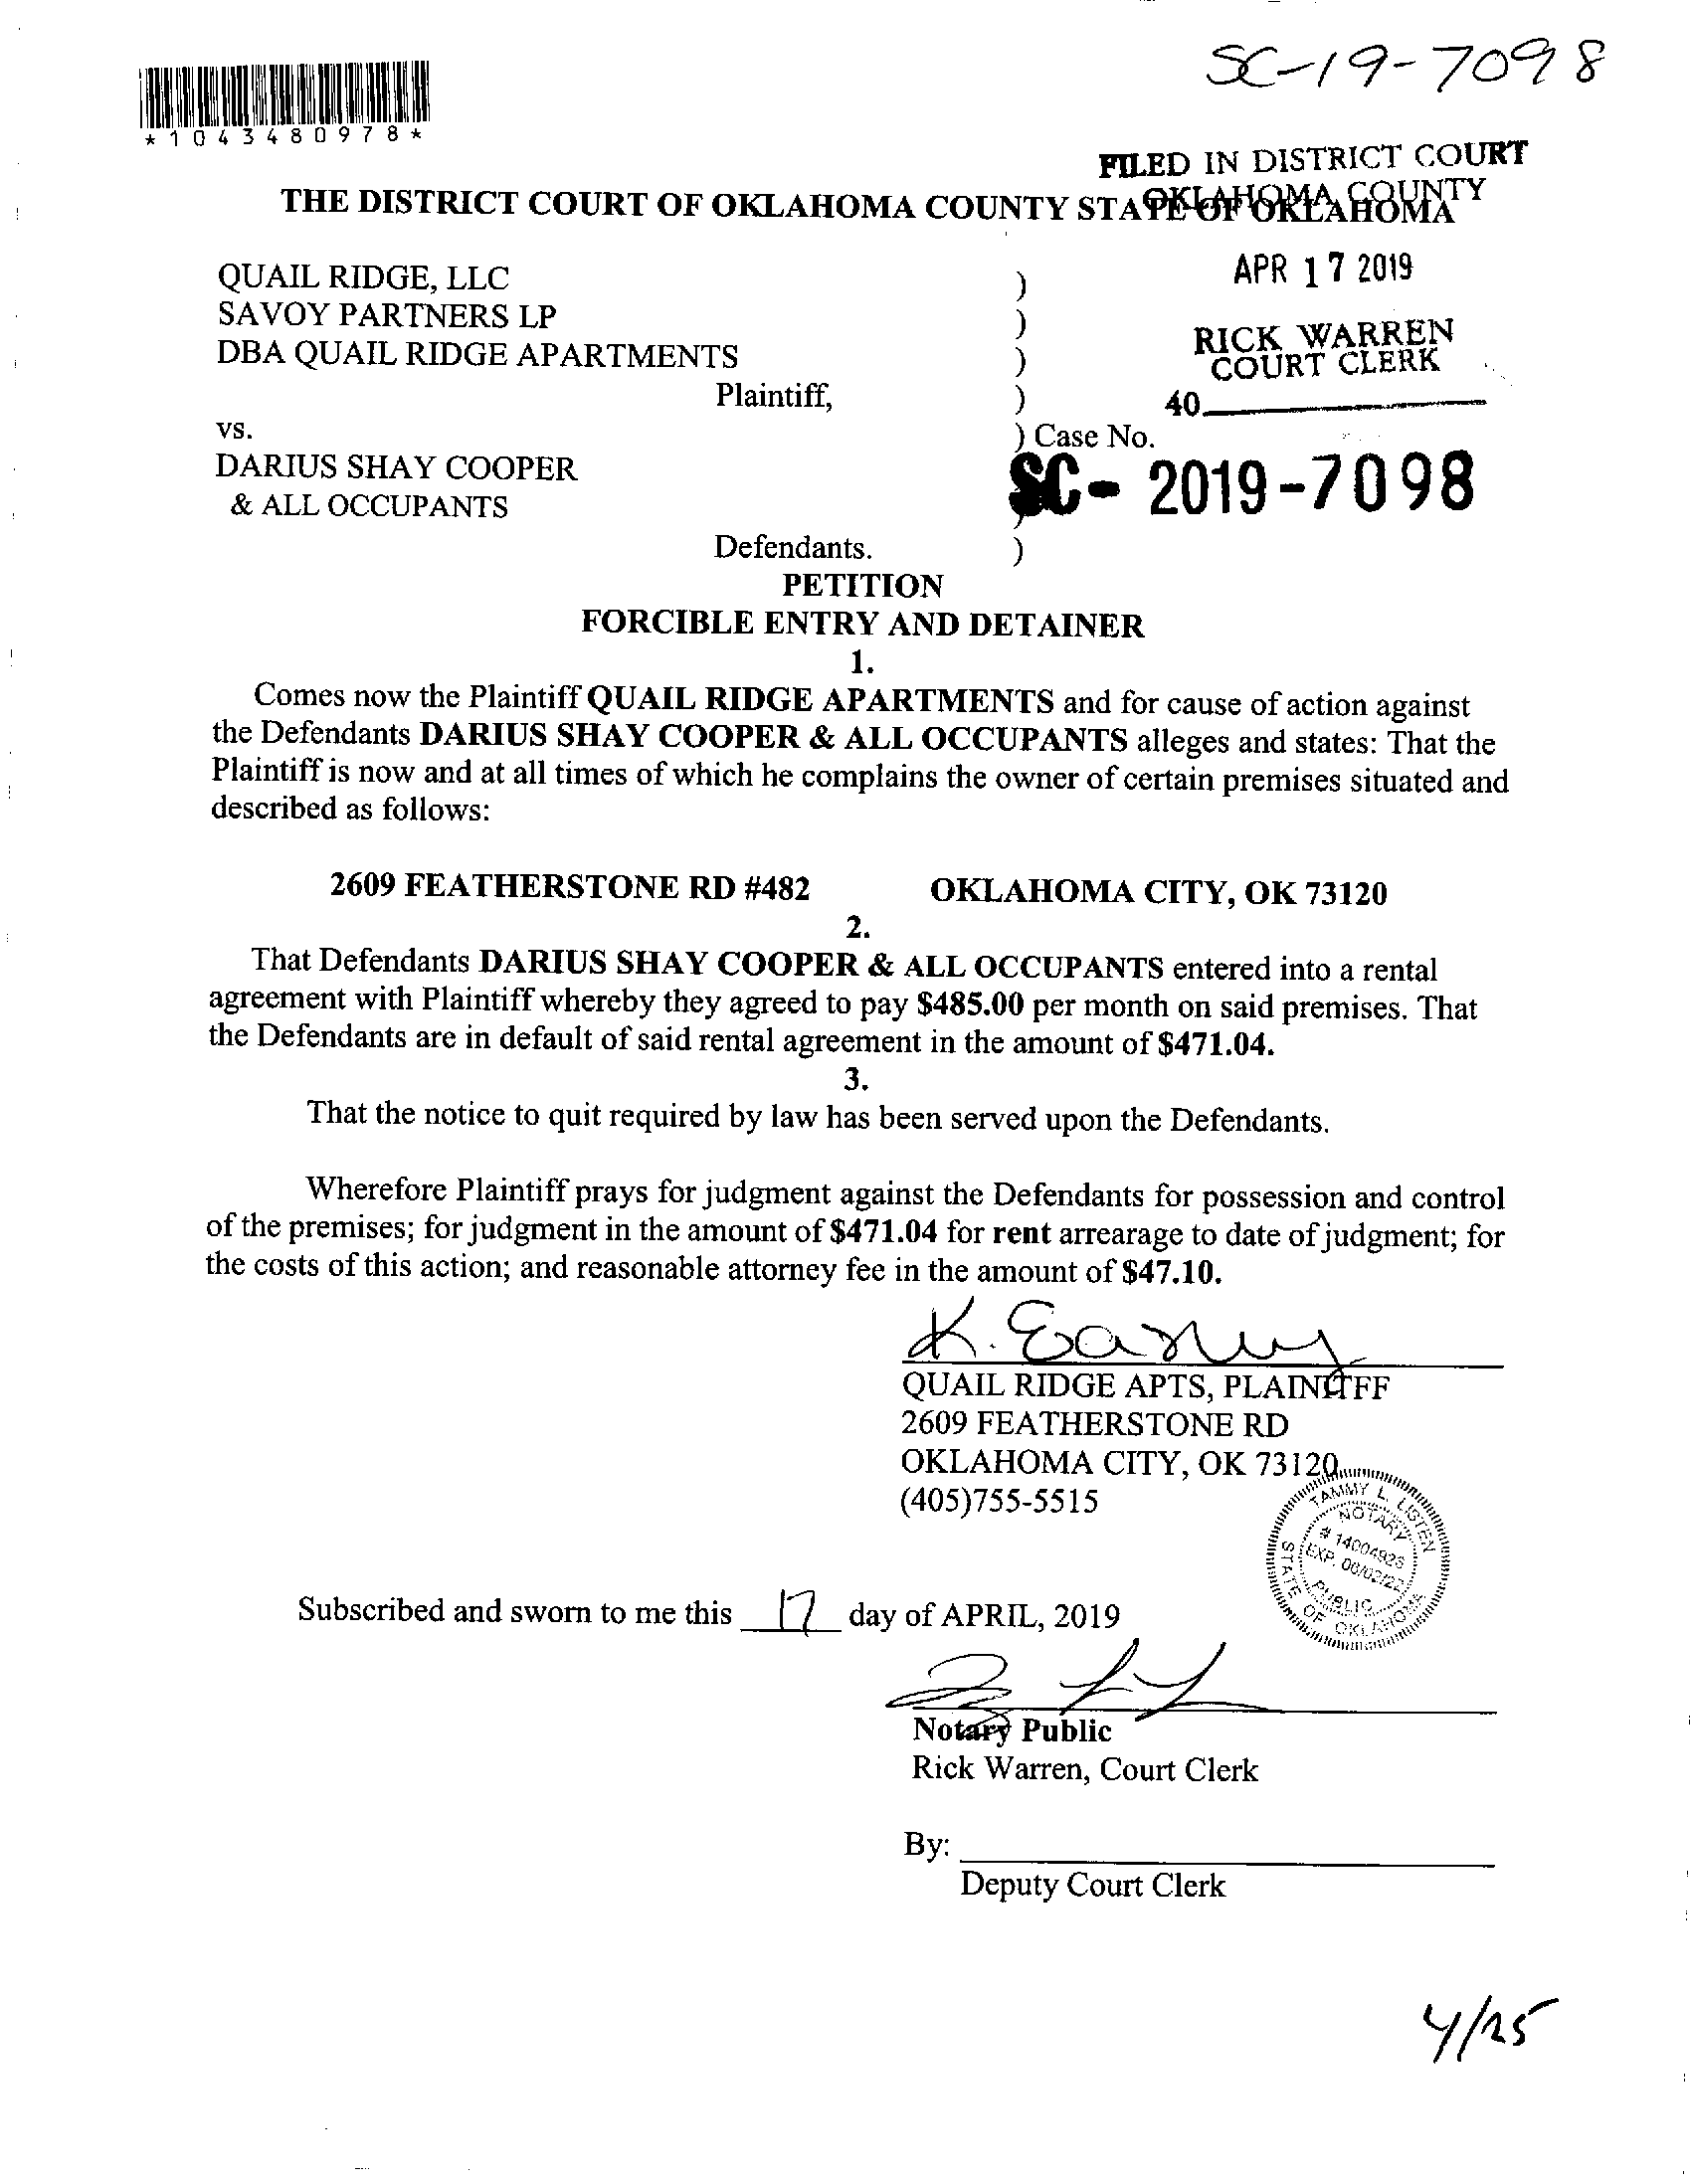 SC-19-7098
*1043480978*
FILED IN DISTRICT COURT
OKLAHOMA COUNTY
THE DISTRICT COURT OF OKLAHOMA COUNTY STATE OF OKLAHOMA
QUAIL RIDGE, LLC )
APR 17 2019
SAVOY PARTNERS LP )
RICK WARREN
DBA QUAIL RIDGE APARTMENTS )
COURT CLERK
Plaintiff, )
40
vs. ) Case No.
DARIUS SHAY COOPER
SC- 2019-7098
& ALL OCCUPANTS )
Defendants. )
PETITION
FORCIBLE ENTRY AND DETAINER
1.
Comes now the Plaintiff QUAIL RIDGE APARTMENTS and for cause of action against
the Defendants DARIUS SHAY COOPER & ALL OCCUPANTS alleges and states: That the
Plaintiff is now and at all times of which he complains the owner of certain premises situated and
described as follows:
2609 FEATHERSTONE RD #482 OKLAHOMA CITY, OK 73120
2.
That Defendants DARIUS SHAY COOPER & ALL OCCUPANTS entered into a rental
agreement with Plaintiff whereby they agreed to pay $485.00 per month on said premises. That
the Defendants are in default of said rental agreement in the amount of $471.04.
3.
That the notice to quit required by law has been served upon the Defendants.
Wherefore Plaintiff prays for judgment against the Defendants for possession and control
of the premises; for judgment in the amount of $471.04 for rent arrearage to date of judgment; for
the costs of this action; and reasonable attorney fee in the amount of $47.10.
K.
QUAIL RIDGE APTS, PLAINTIFF
2609 FEATHERSTONE RD
OKLAHOMA CITY, OK 73120
(405)755-5515
TAMMY L. LISTEN
NOTARY
# 14004928
EXP. 06/02/22
PUBLIC
STATE OF OKLAHOMA
Subscribed and sworn to me this 17 day of APRIL, 2019
Notary Public
Rick Warren, Court Clerk
By:
Deputy Court Clerk
4/25